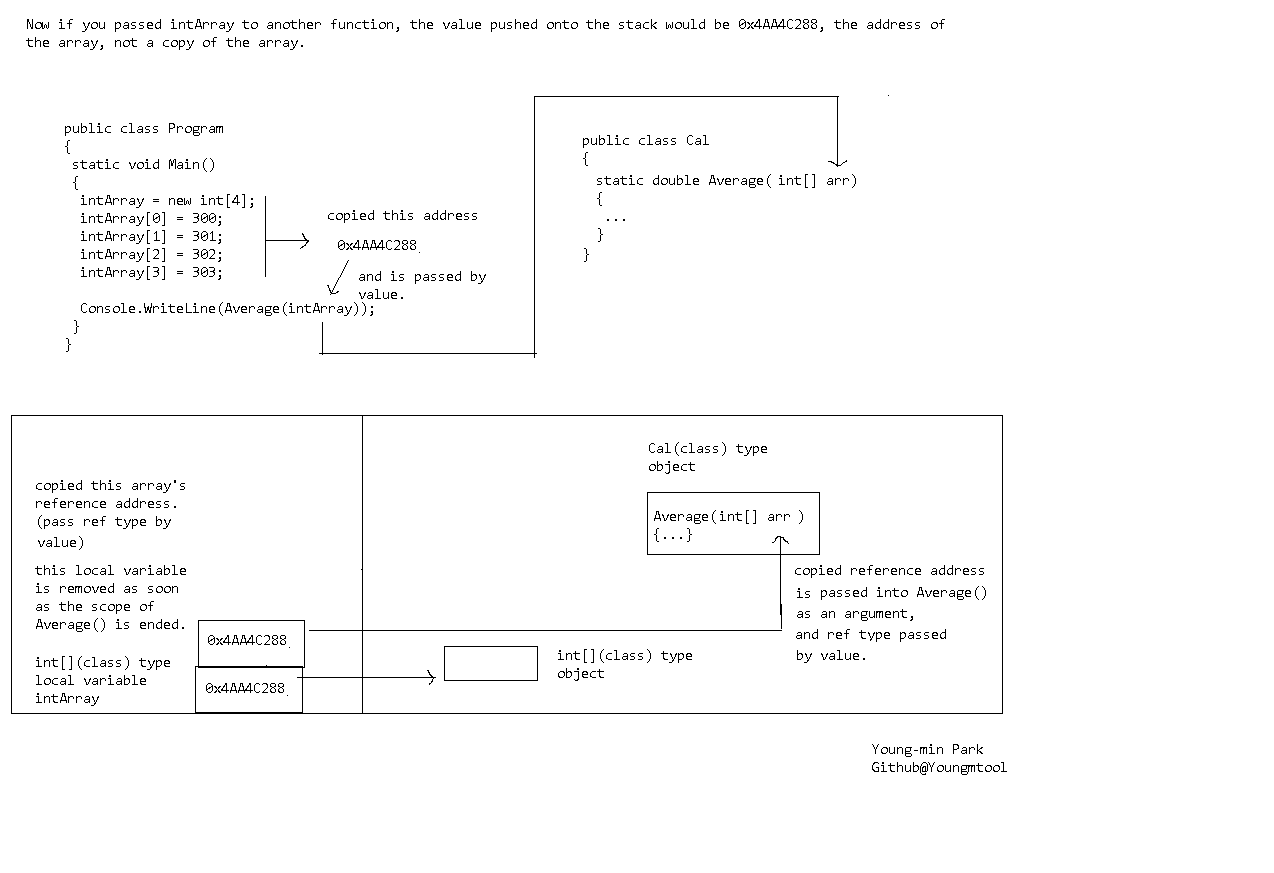 Now if you passed intArray to another function, the value pushed onto the stack would be 0x4AA4C288, the address of
the array, not a copy of the array.
public class Program
{
static void Main()
{
intArray = new int[4];
intArray[0] = 300;
intArray[1] = 301;
intArray[2] = 302;
intArray[3] = 303;
Console.WriteLine(Average(intArray));
}
}
copied this address
0x4AA4C288
and is passed by
value.
public class Cal
{
static double Average( int[] arr)
{
...
}
}
copied this array's
reference address.
(pass ref type by
value)
this local variable
is removed as soon
as the scope of
Average() is ended.
0x4AA4C288
int[](class) type
local variable
intArray
0x4AA4C288
int[](class) type
object
Cal(class) type
object
Average(int[] arr )
{...}
copied reference address
is passed into Average()
as an argument,
and ref type passed
by value.
Young-min Park
Github@Youngmtool